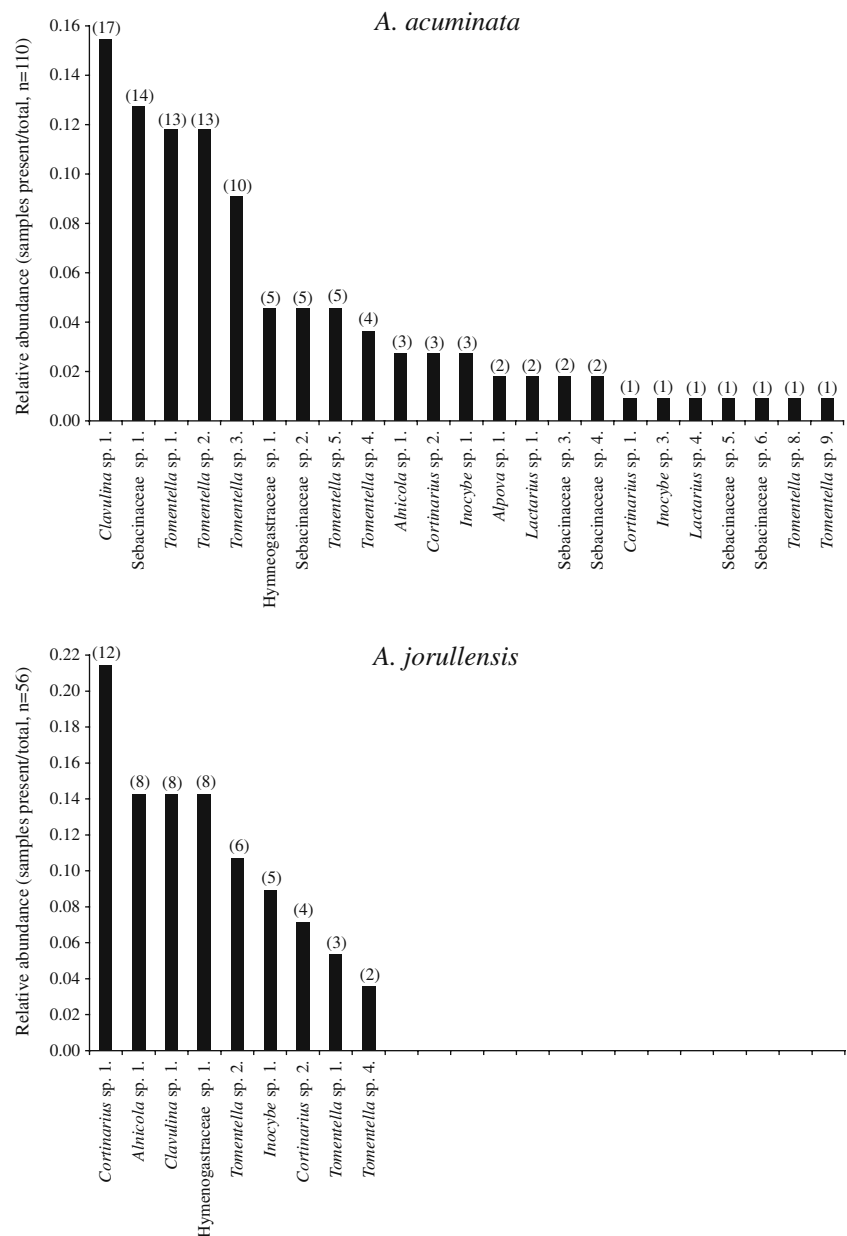 A. acuminata
Relative abundance (samples present/total, n=110)
0.16
0.14
0.12
0.10
0.08
0.06
0.04
0.02
0.00
(17)
(14)
(13)
(13)
(10)
(5)
(5)
(5)
(4)
(3)
(3)
(3)
(2)
(2)
(2)
(2)
(1)
(1)
(1)
(1)
(1)
(1)
(1)
Clavulina sp. 1.
Sebacinaceae sp. 1.
Tomentella sp. 1.
Tomentella sp. 2.
Tomentella sp. 3.
Hymneogastraceae sp. 1.
Sebacinaceae sp. 2.
Tomentella sp. 5.
Tomentella sp. 4.
Alnicola sp. 1.
Cortinarius sp. 2.
Inocybe sp. 1.
Alpova sp. 1.
Lactarius sp. 1.
Sebacinaceae sp. 3.
Sebacinaceae sp. 4.
Cortinarius sp. 1.
Inocybe sp. 3.
Lactarius sp. 4.
Sebacinaceae sp. 5.
Sebacinaceae sp. 6.
Tomentella sp. 8.
Tomentella sp. 9.
A. jorullensis
Relative abundance (samples present/total, n=56)
0.22
0.20
0.18
0.16
0.14
0.12
0.10
0.08
0.06
0.04
0.02
0.00
(12)
(8)
(8)
(8)
(6)
(5)
(4)
(3)
(2)
Cortinarius sp. 1.
Alnicola sp. 1.
Clavulina sp. 1.
Hymenogastraceae sp. 1.
Tomentella sp. 2.
Inocybe sp. 1.
Cortinarius sp. 2.
Tomentella sp. 1.
Tomentella sp. 4.